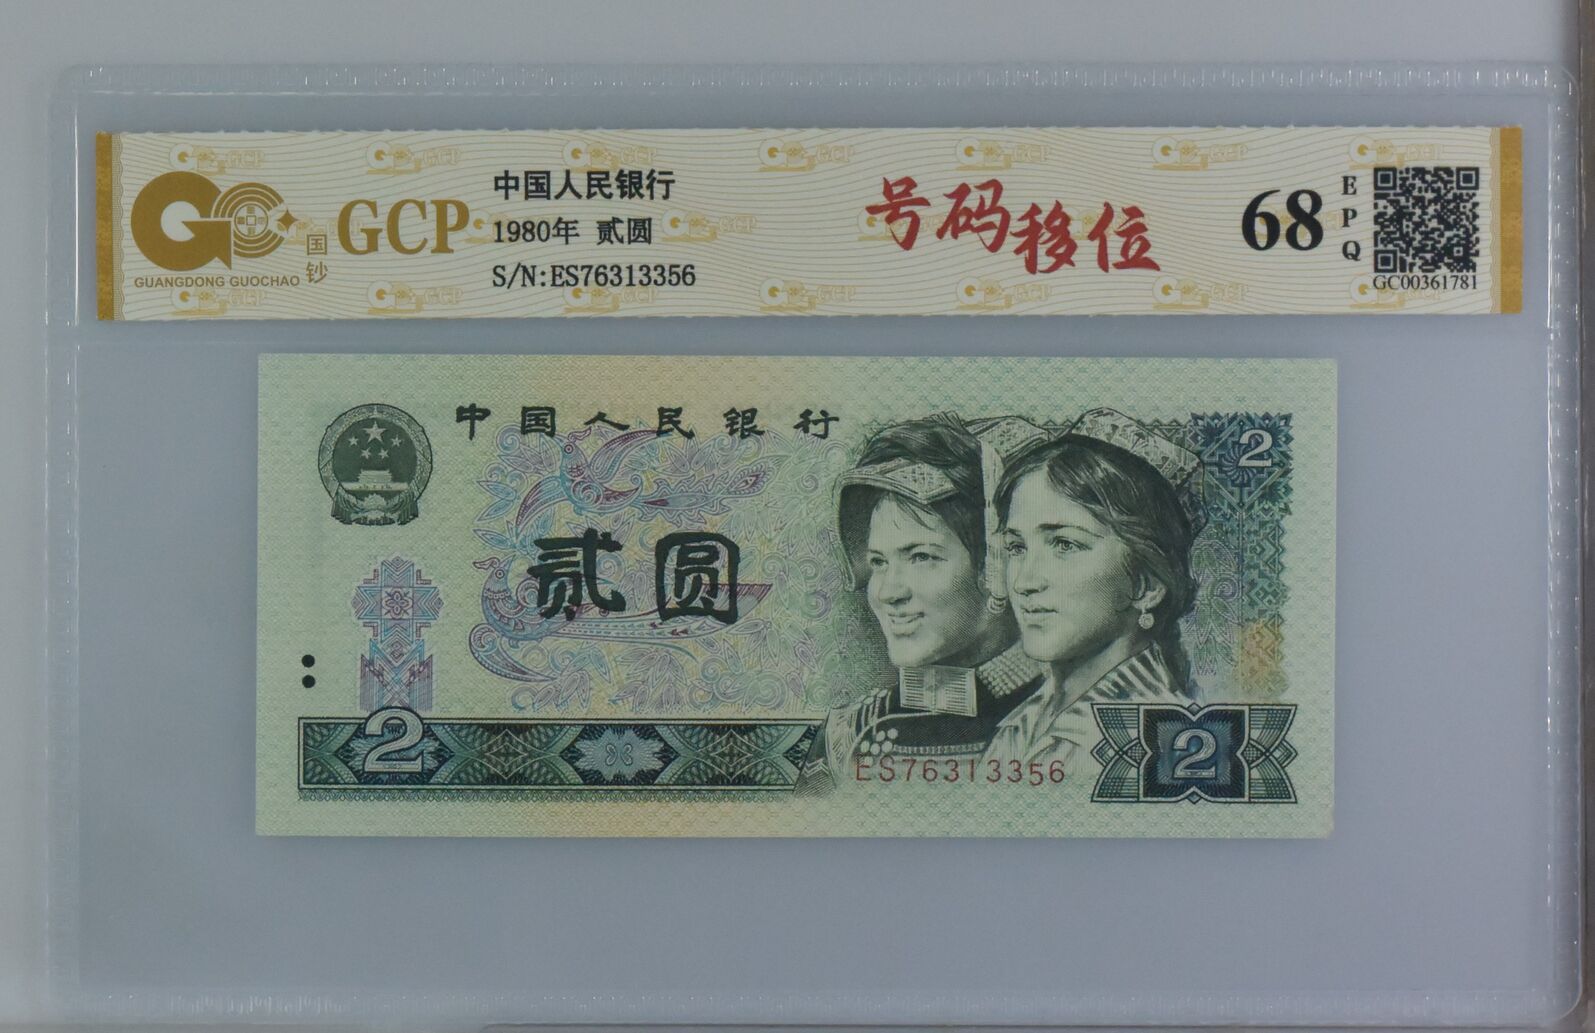 GCP
国钞
GUANGDONG GUOCHAO
中国人民银行
1980年 贰圆
S/N:ES76313356
号码移位
68
EPQ
GC00361781
中国人民银行
2
贰圆
2
ES76313356
2